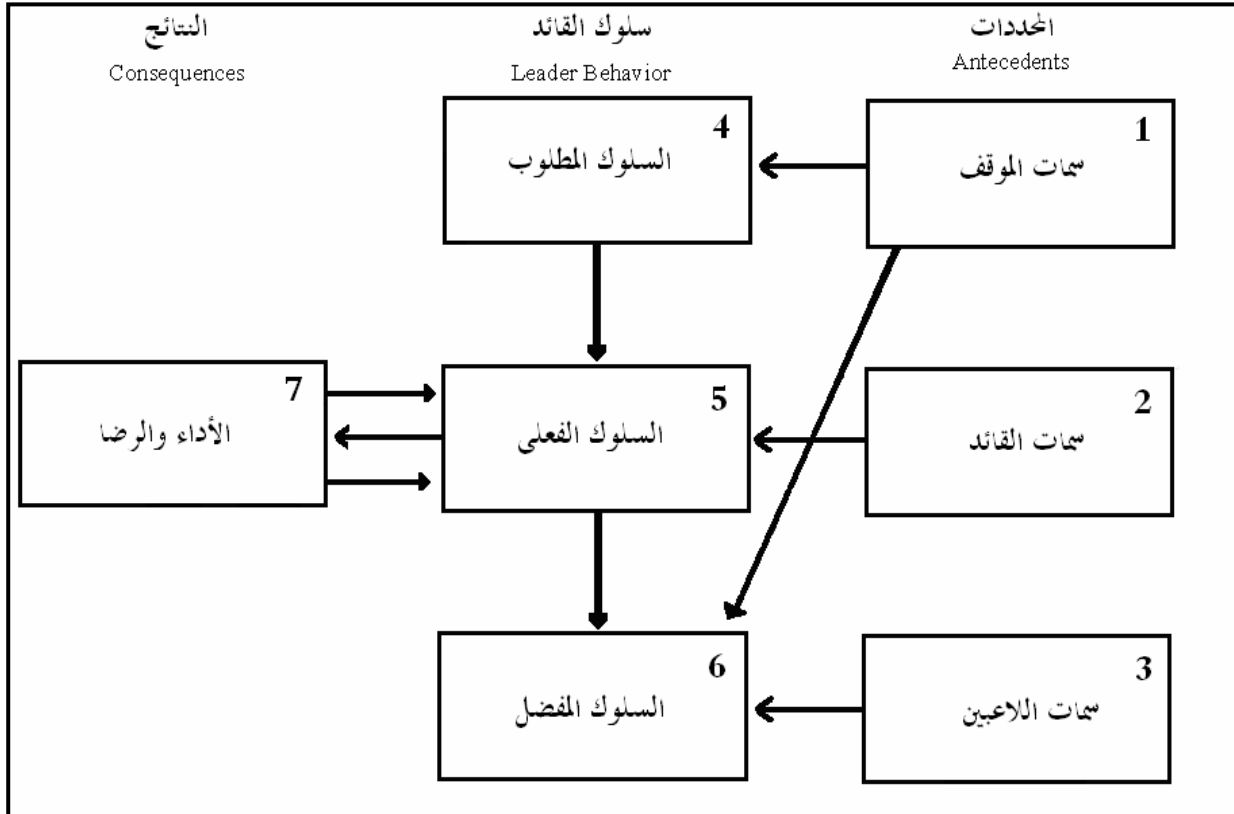 المحددات
Antecedents
سلوك القائد
Leader Behavior
النتائج
Consequences
1
سمات الموقف
4
السلوك المطلوب
2
سمات القائد
5
السلوك الفعلى
7
الأداء والرضا
3
سمات اللاعبين
6
السلوك المفضل